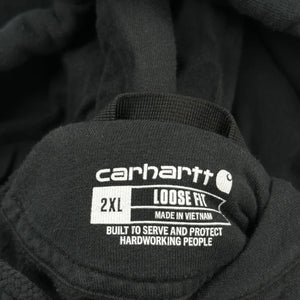 carhartt
2XL
LOOSE FIT
MADE IN VIETNAM
BUILT TO SERVE AND PROTECT
HARDWORKING PEOPLE